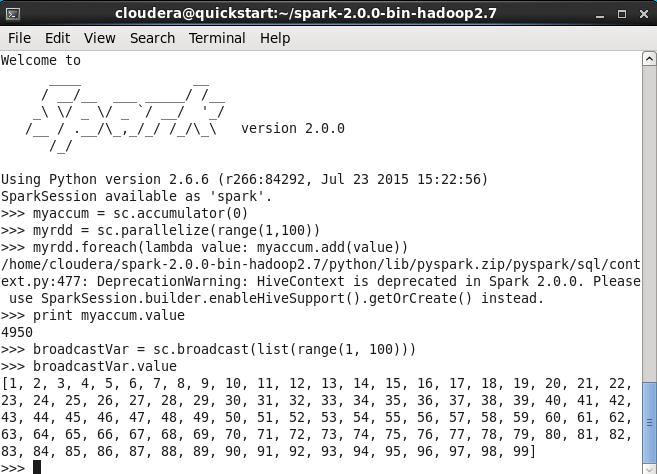 cloudera@quickstart:~/spark-2.0.0-bin-hadoop2.7
File Edit View Search Terminal Help
Welcome to
      ____              __
     / __/__  ___ _____/ /__
    _\ \/ _ \/ _ `/ __/  '_/
   /__ / .__/\_,_/_/ /_/\_\   version 2.0.0
      /_/
Using Python version 2.6.6 (r266:84292, Jul 23 2015 15:22:56)
SparkSession available as 'spark'.
>>> myaccum = sc.accumulator(0)
>>> myrdd = sc.parallelize(range(1,100))
>>> myrdd.foreach(lambda value: myaccum.add(value))
/home/cloudera/spark-2.0.0-bin-hadoop2.7/python/lib/pyspark.zip/pyspark/sql/cont
ext.py:477: DeprecationWarning: HiveContext is deprecated in Spark 2.0.0. Please
 use SparkSession.builder.enableHiveSupport().getOrCreate() instead.
>>> print myaccum.value
4950
>>> broadcastVar = sc.broadcast(list(range(1, 100)))
>>> broadcastVar.value
[1, 2, 3, 4, 5, 6, 7, 8, 9, 10, 11, 12, 13, 14, 15, 16, 17, 18, 19, 20, 21, 22,
23, 24, 25, 26, 27, 28, 29, 30, 31, 32, 33, 34, 35, 36, 37, 38, 39, 40, 41, 42,
43, 44, 45, 46, 47, 48, 49, 50, 51, 52, 53, 54, 55, 56, 57, 58, 59, 60, 61, 62,
63, 64, 65, 66, 67, 68, 69, 70, 71, 72, 73, 74, 75, 76, 77, 78, 79, 80, 81, 82,
83, 84, 85, 86, 87, 88, 89, 90, 91, 92, 93, 94, 95, 96, 97, 98, 99]
>>>